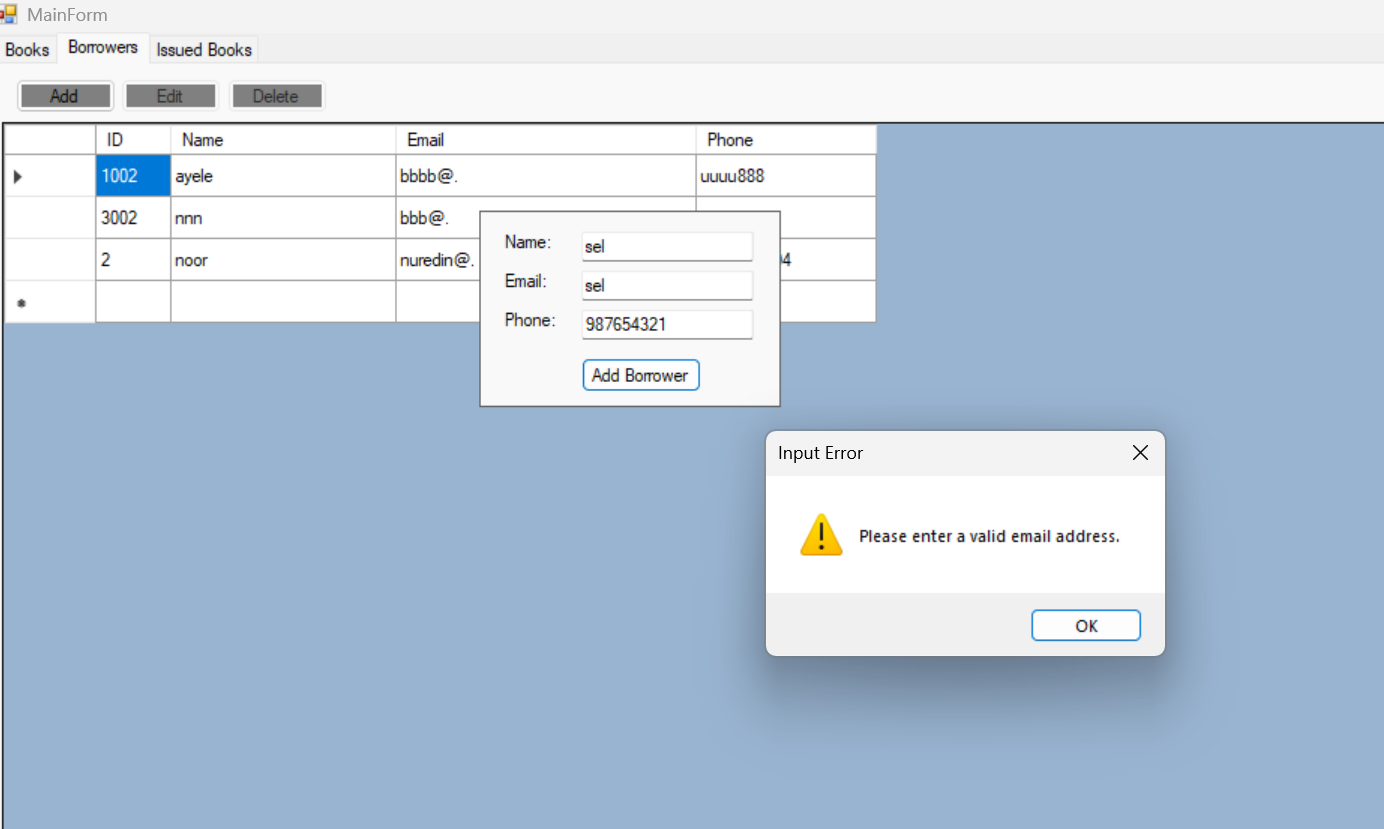 MainForm
Books Borrowers Issued Books
Add Edit Delete
ID Name Email Phone
1002 ayele bbbb@. uuuu888
3002 nnn bbb@.
2 noor nuredin@. 4
Name: sel
Email: sel
Phone: 987654321
Add Borrower
Input Error
Please enter a valid email address.
OK